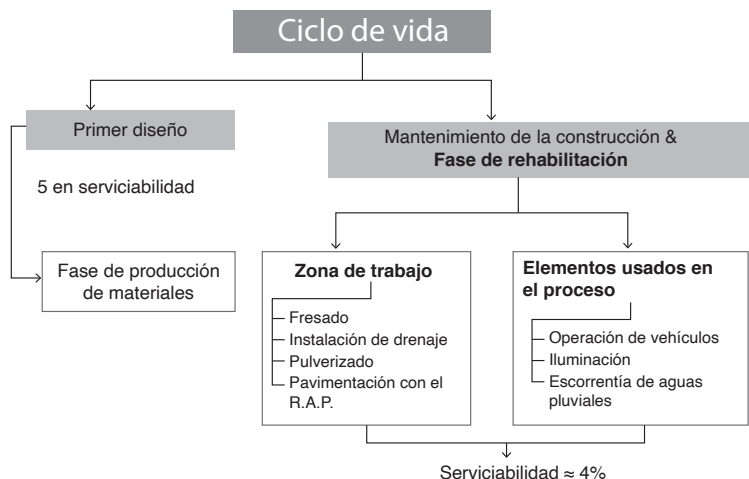 Ciclo de vida
Primer diseño
Mantenimiento de la construcción &
Fase de rehabilitación
5 en serviciabilidad
Fase de producción
de materiales
Zona de trabajo
Fresado
Instalación de drenaje
Pulverizado
Pavimentación con el
R.A.P.
Elementos usados en
el proceso
Operación de vehículos
Iluminación
Escorrentía de aguas
pluviales
Serviciabilidad ≈ 4%